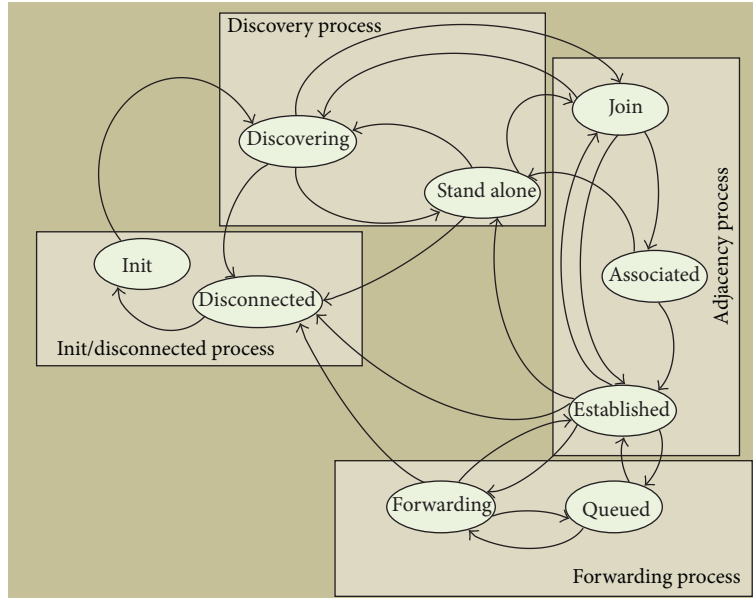 Discovery process
Join
Discovering
Stand alone
Adjacency process
Init
Associated
Disconnected
Init/disconnected process
Established
Forwarding
Queued
Forwarding process